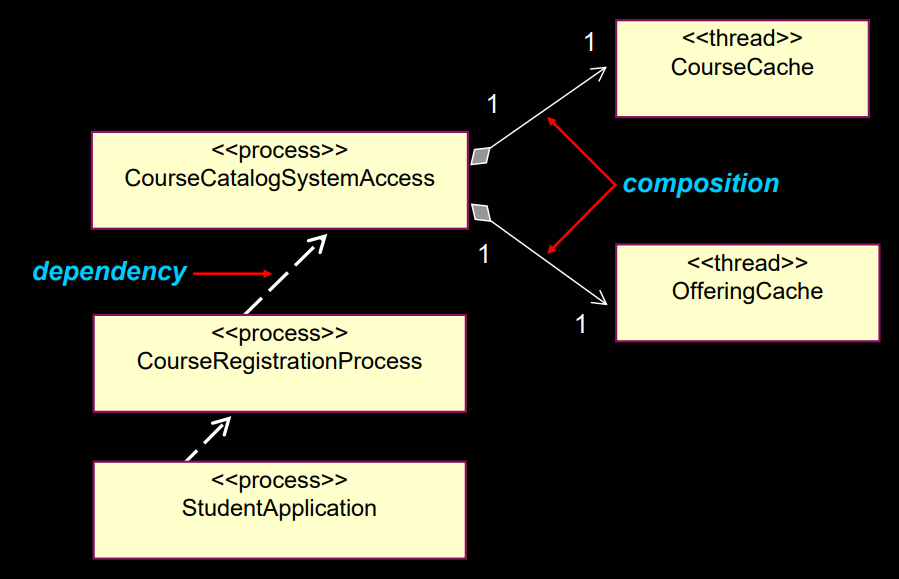 1
<<thread>>
CourseCache
1
<<process>>
CourseCatalogSystemAccess
composition
1
<<thread>>
OfferingCache
dependency
1
<<process>>
CourseRegistrationProcess
<<process>>
StudentApplication